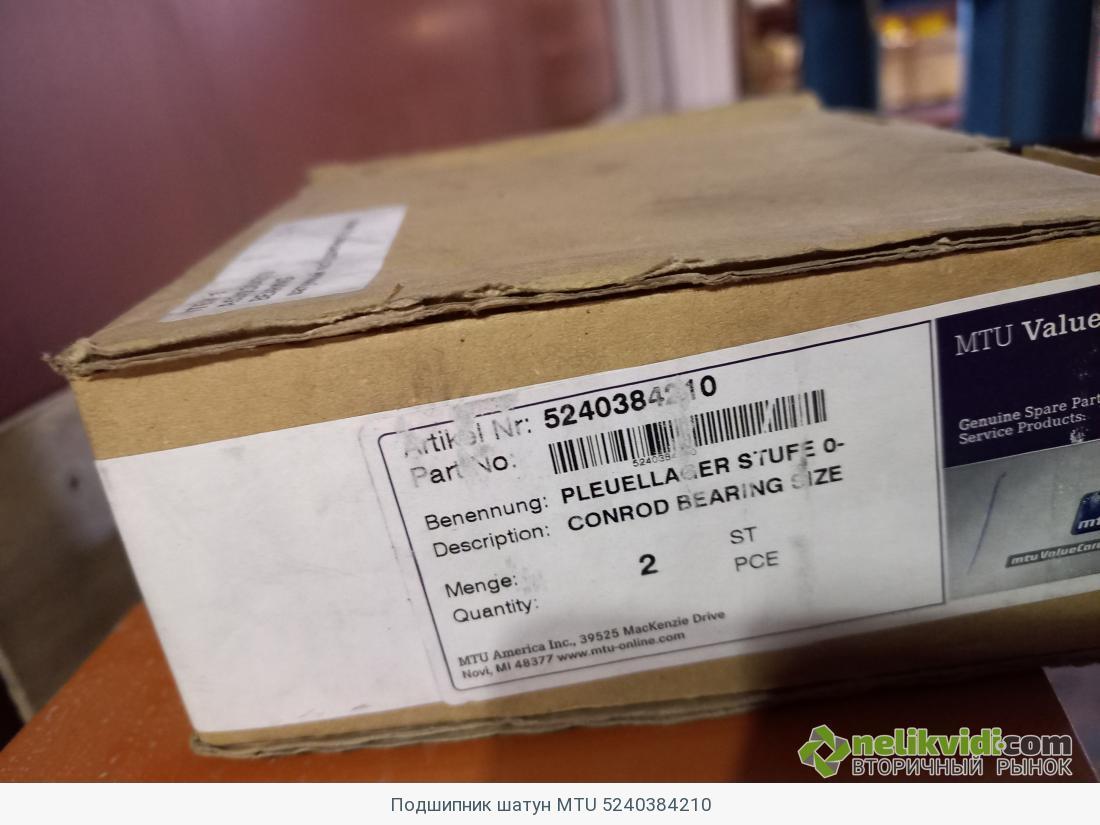 Artikel Nr: 5240384210
Part No:
Benennung: PLEUELLAGER STUFE 0-
Description: CONROD BEARING SIZE
Menge: 2 ST
Quantity: PCE
MTU America Inc., 39525 MacKenzie Drive
Novi, MI 48377 www.mtu-online.com
MTU Value
Genuine Spare Part
Service Products:
mtu ValueCar
nelikvidi.com
ВТОРИЧНЫЙ РЫНОК
Подшипник шатун MTU 5240384210